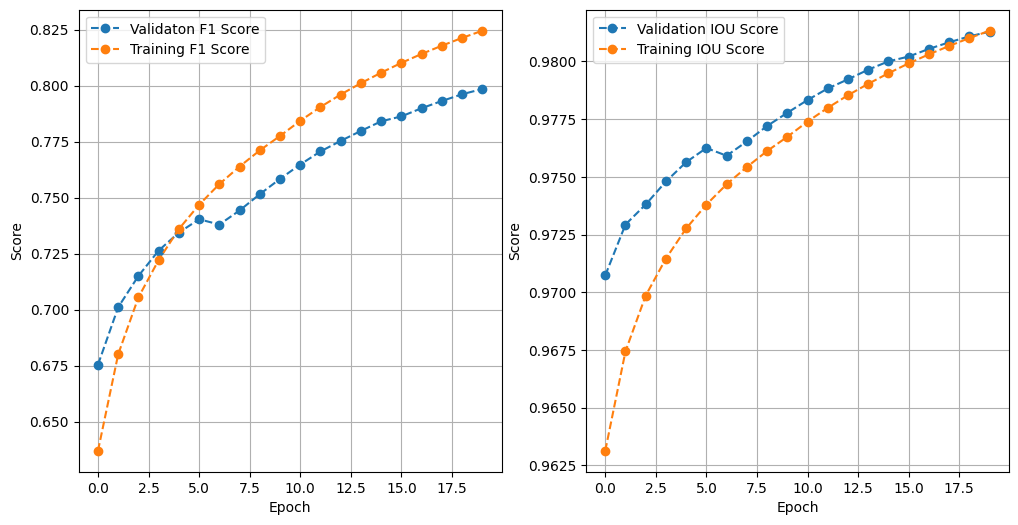 Validaton F1 Score
Training F1 Score
0.825
0.800
0.775
0.750
0.725
0.700
0.675
0.650
Score
0.0 2.5 5.0 7.5 10.0 12.5 15.0 17.5
Epoch
Validation IOU Score
Training IOU Score
0.9800
0.9775
0.9750
0.9725
0.9700
0.9675
0.9650
0.9625
Score
0.0 2.5 5.0 7.5 10.0 12.5 15.0 17.5
Epoch